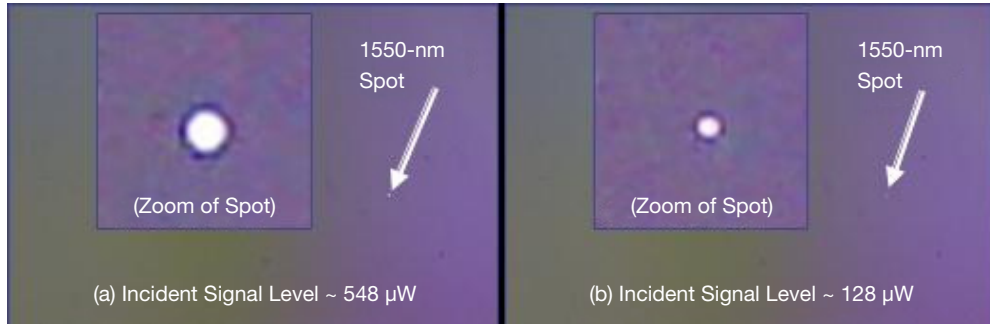 1550-nm
Spot
(Zoom of Spot)
(a) Incident Signal Level ~ 548 μW
1550-nm
Spot
(Zoom of Spot)
(b) Incident Signal Level ~ 128 μW